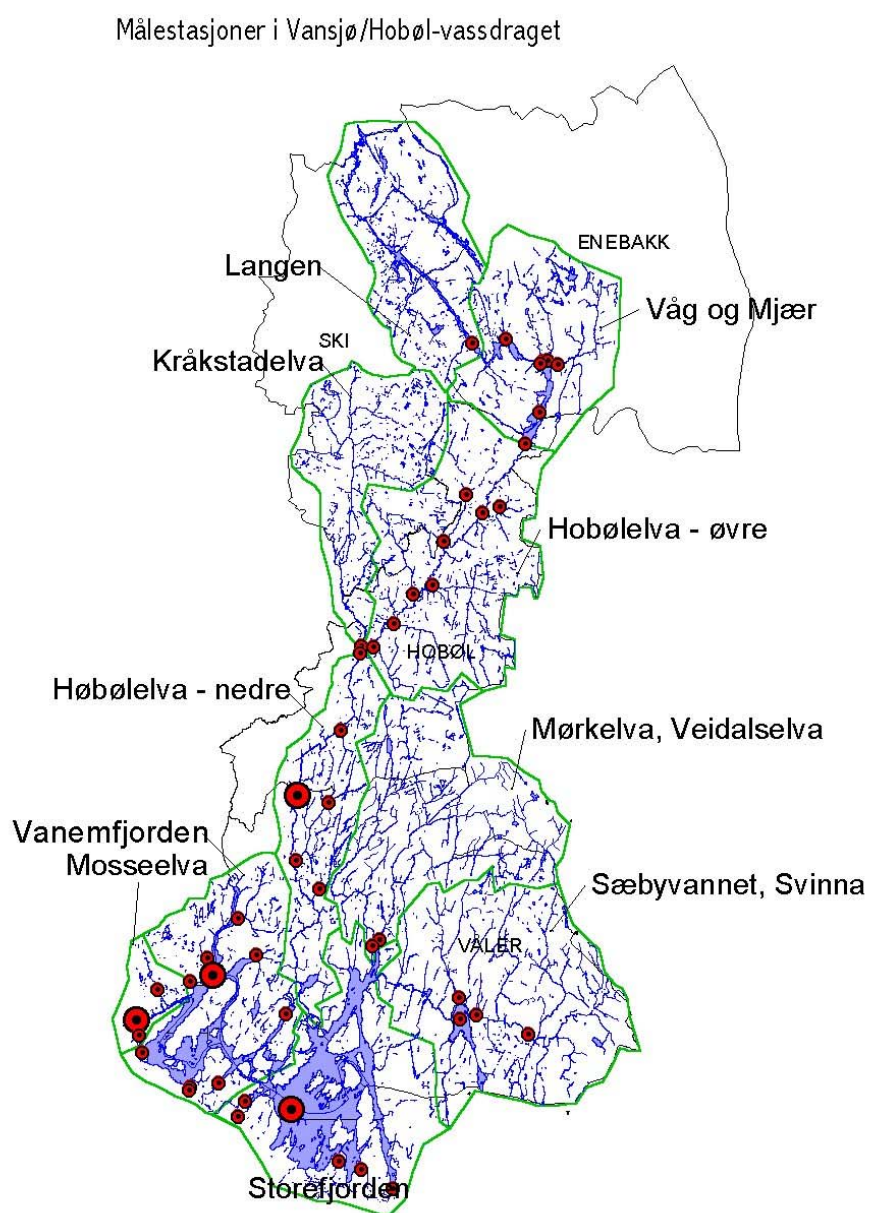 Målestasjoner i Vansjø/Hobøl-vassdraget
ENEBAKK
Langen
Våg og Mjær
SKI
Kråkstadelva
Hobølelva - øvre
HOBØL
Høbølelva - nedre
Mørkelva, Veidalselva
Vanemfjorden
Mosseelva
Sæbyvannet, Svinna
VÅLER
Storefjorden